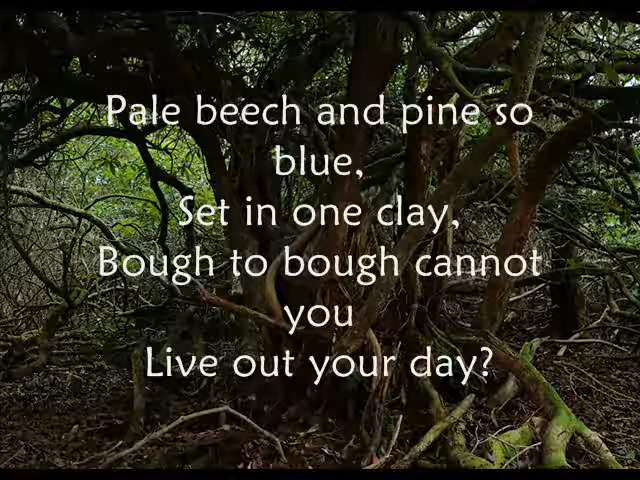 Pale beech and pine so
blue,
Set in one clay,
Bough to bough cannot
you
Live out your day?